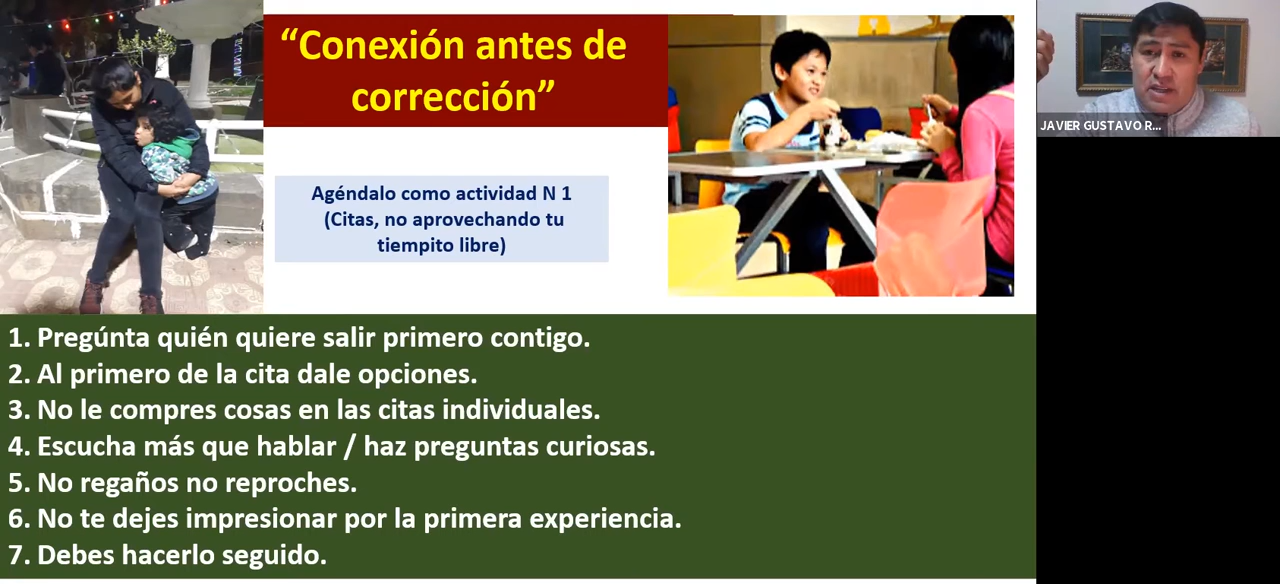 “Conexión antes de
corrección”
JAVIER GUSTAVO R...
Agéndalo como actividad N 1
(Citas, no aprovechando tu
tiempito libre)
1. Pregúnta quién quiere salir primero contigo.
2. Al primero de la cita dale opciones.
3. No le compres cosas en las citas individuales.
4. Escucha más que hablar / haz preguntas curiosas.
5. No regaños no reproches.
6. No te dejes impresionar por la primera experiencia.
7. Debes hacerlo seguido.